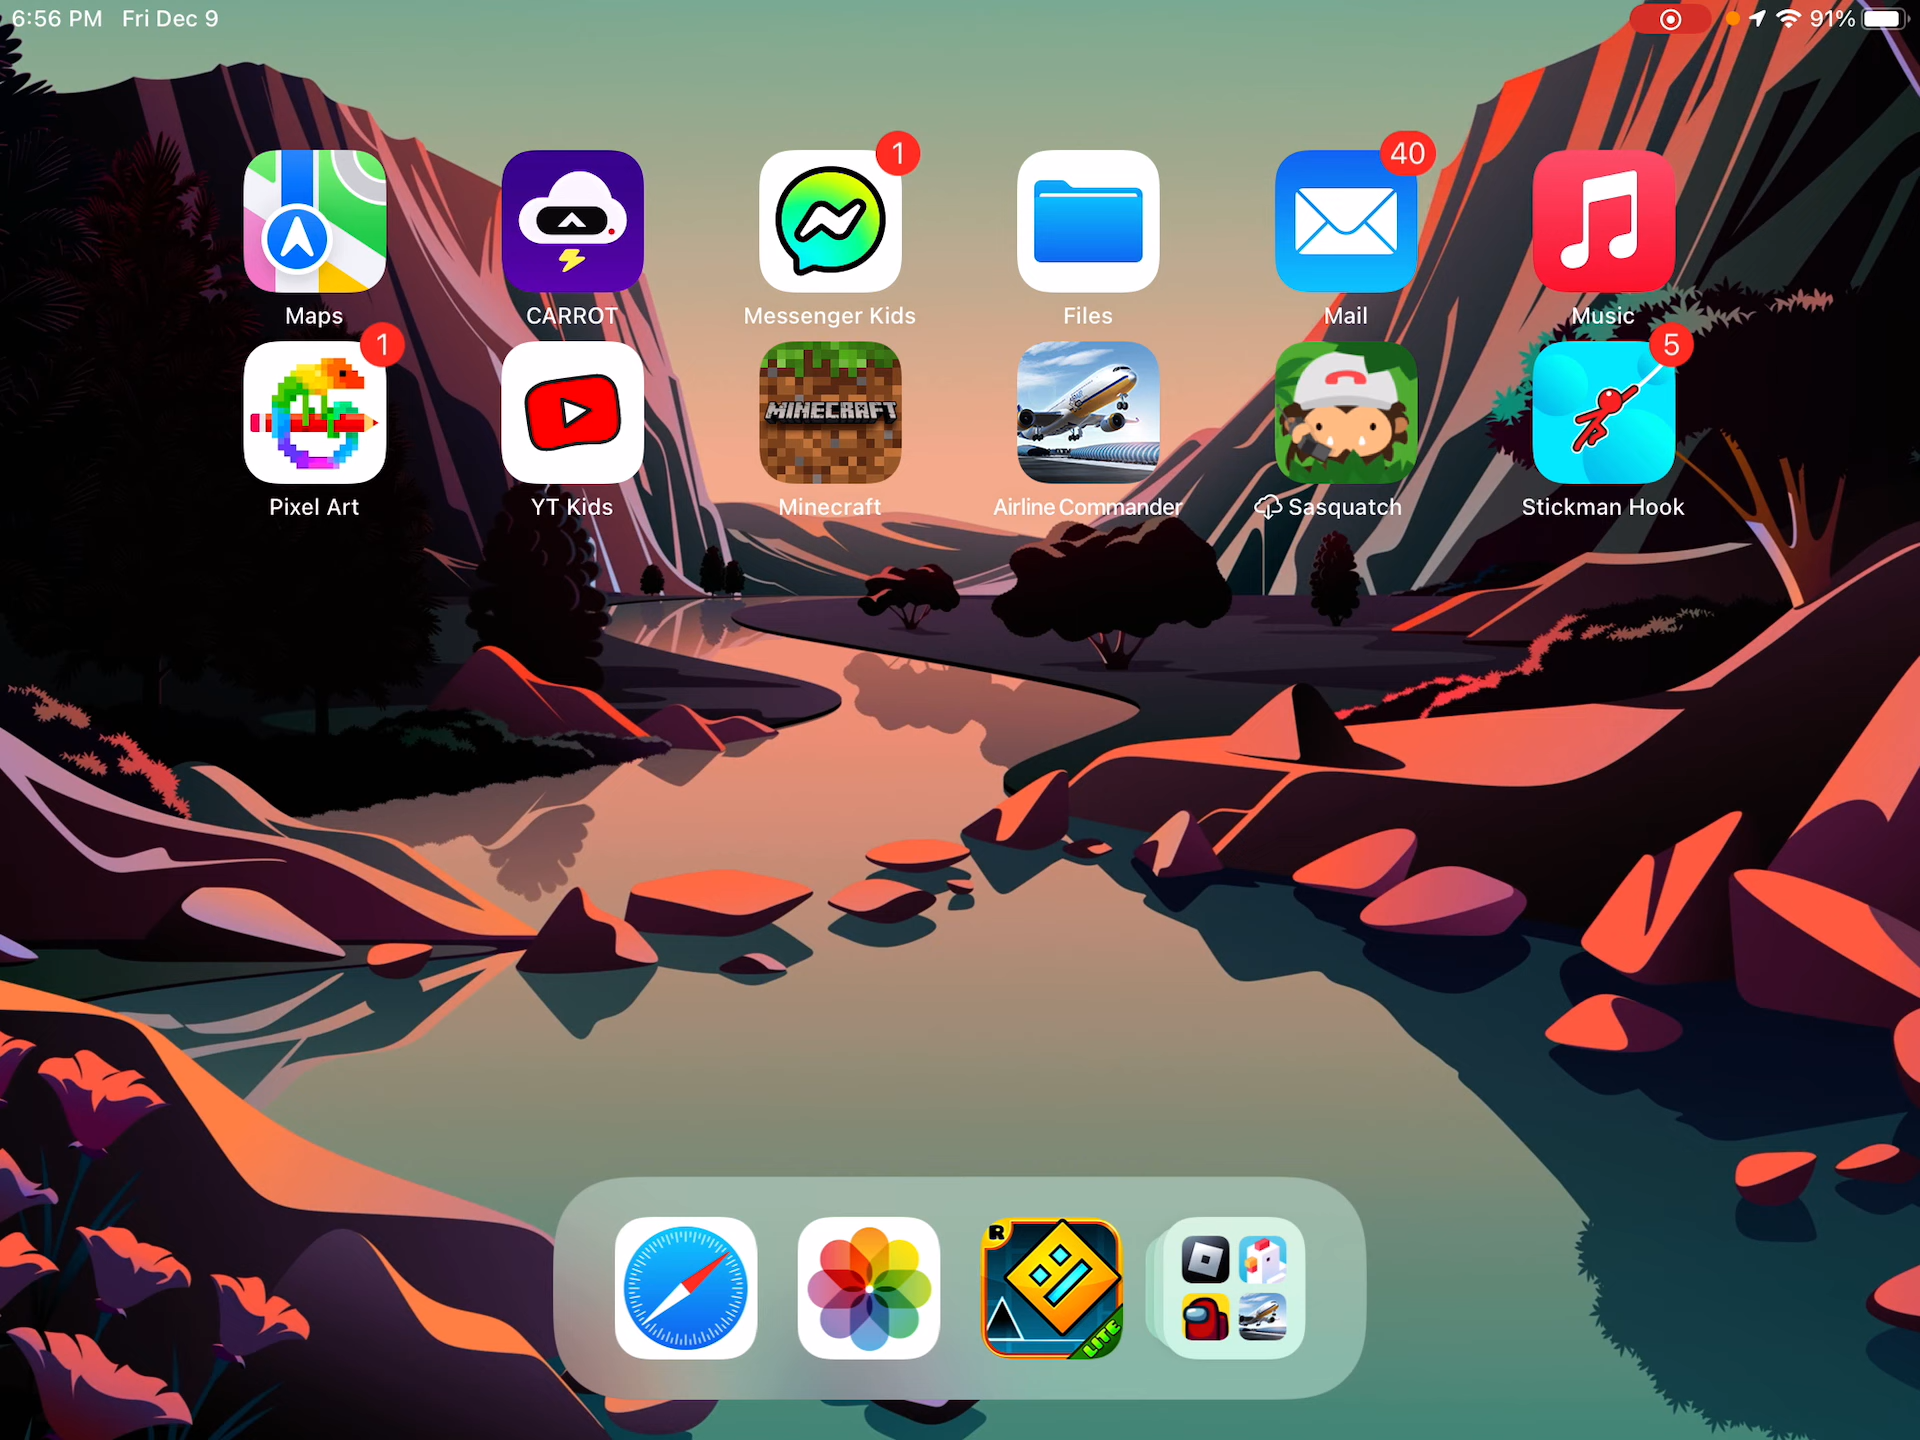 6:56 PM Fri Dec 9
91%
1
40
Maps
CARROT
Messenger Kids
Files
Mail
Music
1
5
MINECRAFT
Pixel Art
YT Kids
Minecraft
Airline Commander
Sasquatch
Stickman Hook
R
LITE